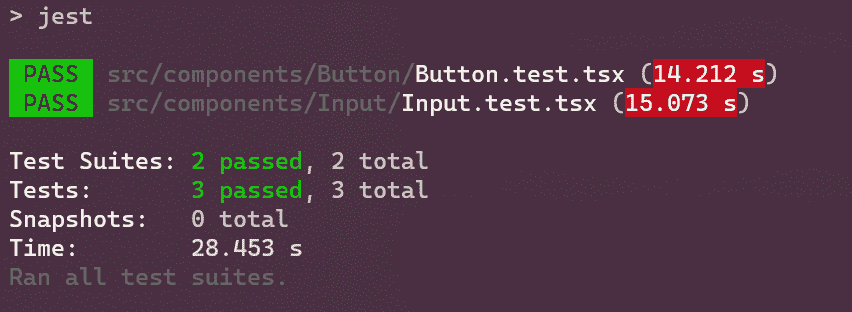 > jest
PASS src/components/Button/Button.test.tsx (14.212 s)
PASS src/components/Input/Input.test.tsx (15.073 s)
Test Suites: 2 passed, 2 total
Tests: 3 passed, 3 total
Snapshots: 0 total
Time: 28.453 s
Ran all test suites.